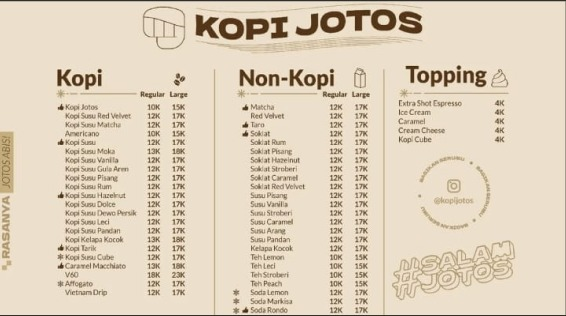 KOPI JOTOS
Kopi
Regular Large
Kopi Jotos 10K 15K
Kopi Susu Red Velvet 12K 17K
Kopi Susu Matcha 12K 17K
Americano 10K 15K
Kopi Susu 12K 17K
Kopi Susu Moka 13K 18K
Kopi Susu Vanilla 12K 17K
Kopi Susu Gula Aren 12K 17K
Kopi Susu Pisang 12K 17K
Kopi Susu Rum 12K 17K
Kopi Susu Hazelnut 12K 17K
Kopi Susu Dolce 12K 17K
Kopi Susu Dewo Persik 12K 17K
Kopi Susu Leci 12K 17K
Kopi Susu Pandan 12K 17K
Kopi Kelapa Kocok 13K 18K
Kopi Tarik 12K 17K
Kopi Susu Cube 12K 17K
Caramel Macchiato 13K 18K
V60 18K 23K
Affogato 12K 17K
Vietnam Drip 12K 17K
Non-Kopi
Regular Large
Matcha 12K 17K
Red Velvet 12K 17K
Taro 12K 17K
Soklat 12K 17K
Soklat Rum 12K 17K
Soklat Pisang 12K 17K
Soklat Hazelnut 12K 17K
Soklat Stroberi 12K 17K
Soklat Caramel 12K 17K
Soklat Red Velvet 12K 17K
Susu Pisang 12K 17K
Susu Vanilla 12K 17K
Susu Stroberi 12K 17K
Susu Caramel 12K 17K
Susu Arang 12K 17K
Susu Pandan 12K 17K
Kelapa Kocok 12K 17K
Teh Lemon 10K 15K
Teh Leci 10K 15K
Teh Stroberi 10K 15K
Teh Peach 10K 15K
Soda Lemon 12K 17K
Soda Markisa 12K 17K
Soda Rondo 12K 17K
Topping
Extra Shot Espresso 4K
Ice Cream 4K
Caramel 4K
Cream Cheese 4K
Kopi Cube 4K
@kopijotos
#SALAM
#JOTOS
RASANYA JOTOS ABIS!